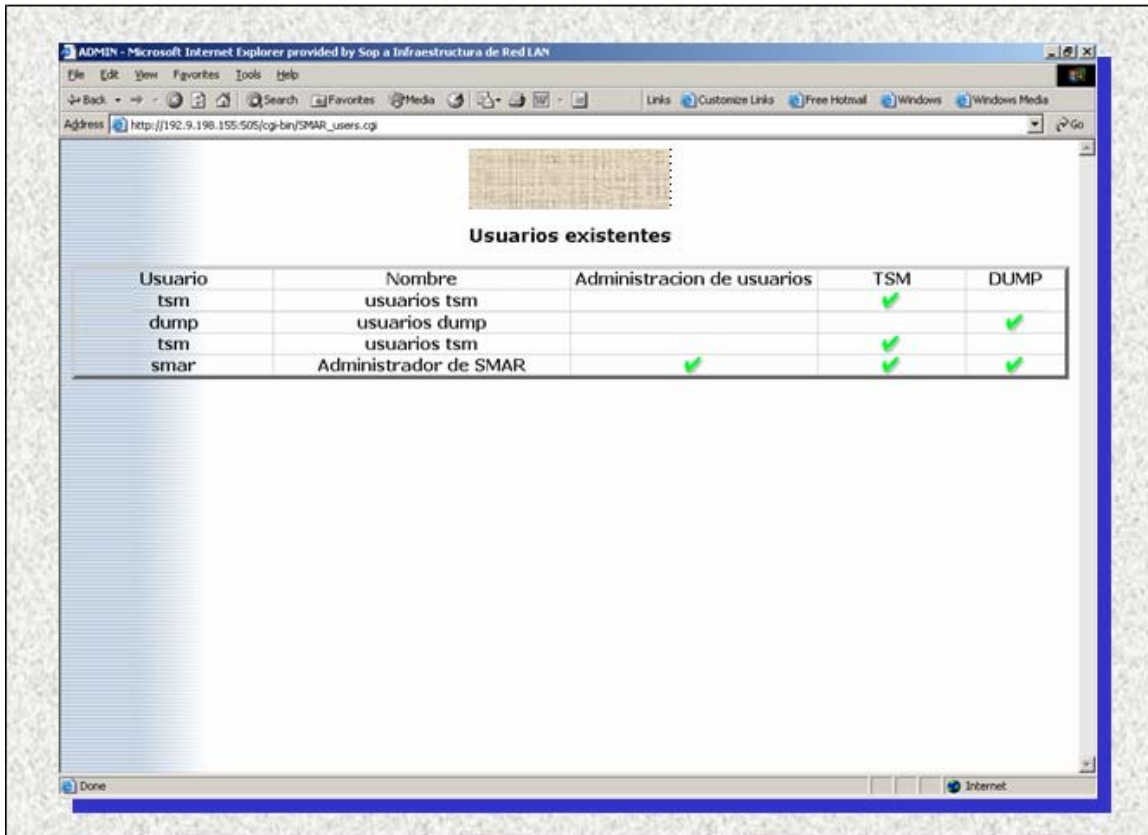 ADMIN - Microsoft Internet Explorer provided by Sop a Infraestructura de Red LAN
File Edit View Favorites Tools Help
Back Search Favorites Media Links Customize Links Free Hotmail Windows Windows Media
Address http://192.9.198.155:505/cgi-bin/SMAR_users.cgi Go
Usuarios existentes
Usuario Nombre Administracion de usuarios TSM DUMP
tsm usuarios tsm
dump usuarios dump
tsm usuarios tsm
smar Administrador de SMAR
Done Internet